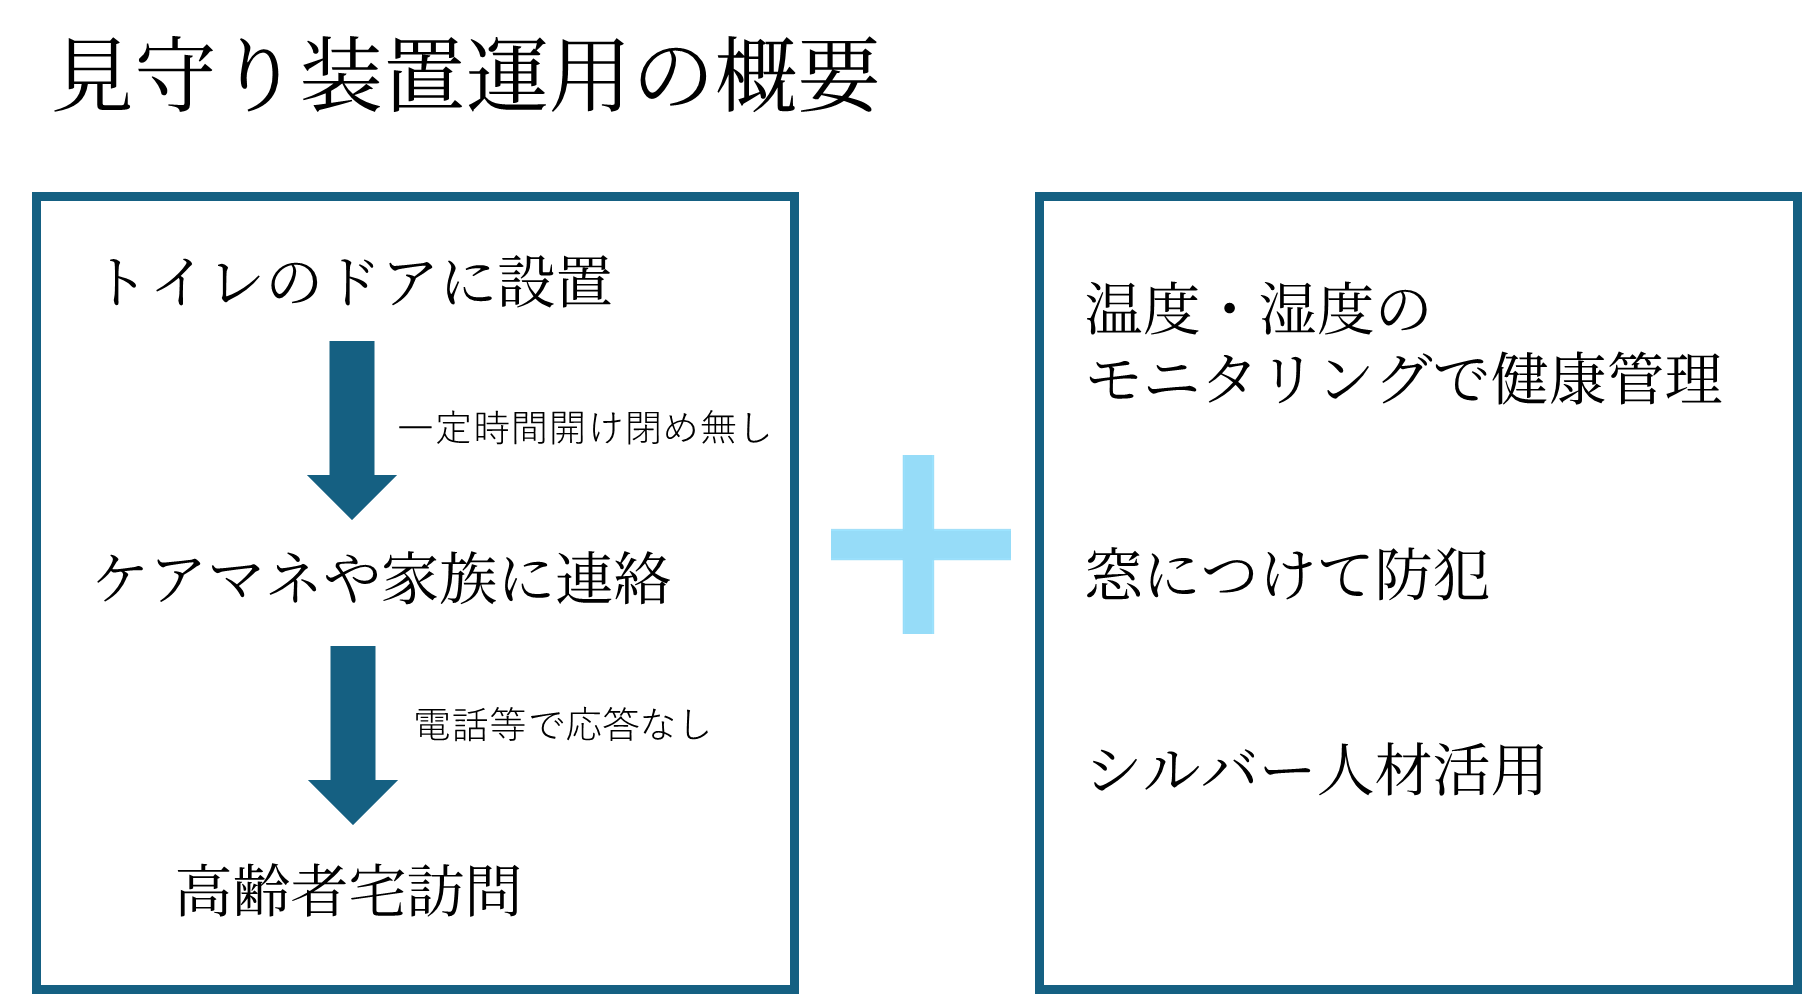 見守り装置運用の概要
トイレのドアに設置
一定時間開け閉め無し
ケアマネや家族に連絡
電話等で応答なし
高齢者宅訪問
温度・湿度の
モニタリングで健康管理
窓につけて防犯
シルバー人材活用